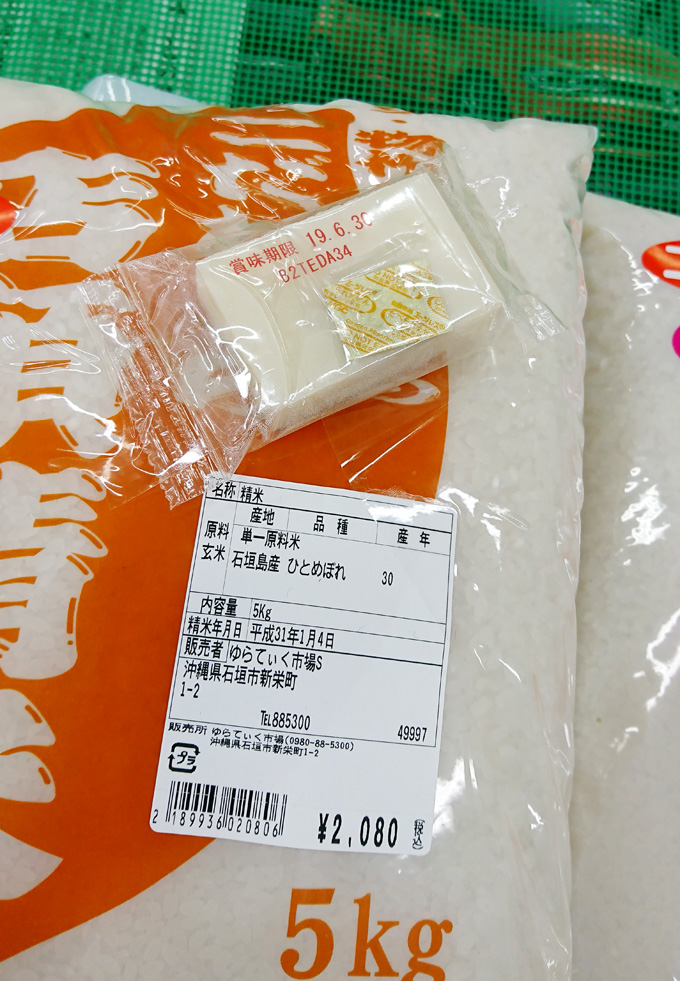 賞味期限 19.6.30
B2TEDA34
名称 精米
産地 品種 産年
原料 単一原料米
玄米 石垣島産 ひとめぼれ 30
内容量 5Kg
精米年月日 平成31年1月4日
販売者 ゆらてぃく市場S
沖縄県石垣市新栄町
1-2
℡885300 49997
販売所 ゆらてぃく市場(0980-88-5300)
沖縄県石垣市新栄町1-2
プラ
2 189936 020806
¥2,080 税込
5kg